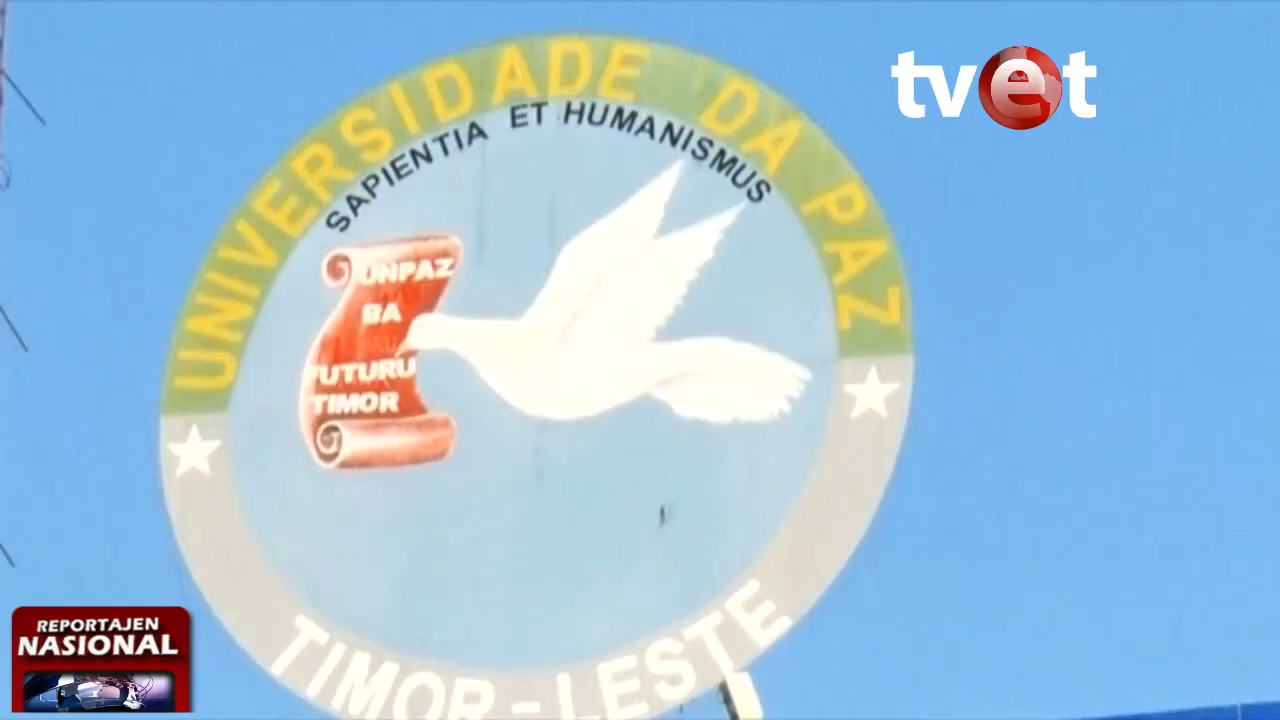 tvet
UNIVERSIDADE DA PAZ
SAPIENTIA ET HUMANISMUS
UNPAZ
BA
FUTURU
TIMOR
TIMOR - LESTE
REPORTAJEN
NASIONAL